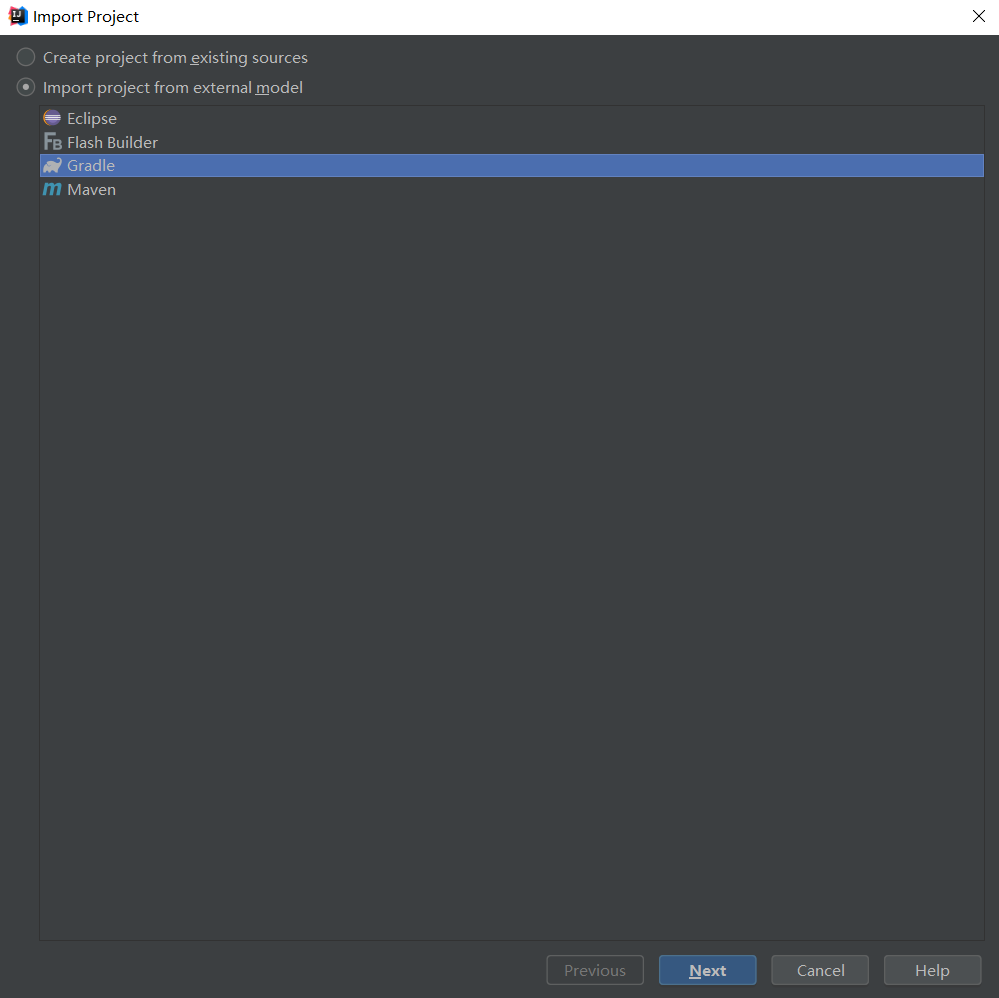 Import Project
Create project from existing sources
Import project from external model
Eclipse
Flash Builder
Gradle
Maven
Previous Next Cancel Help